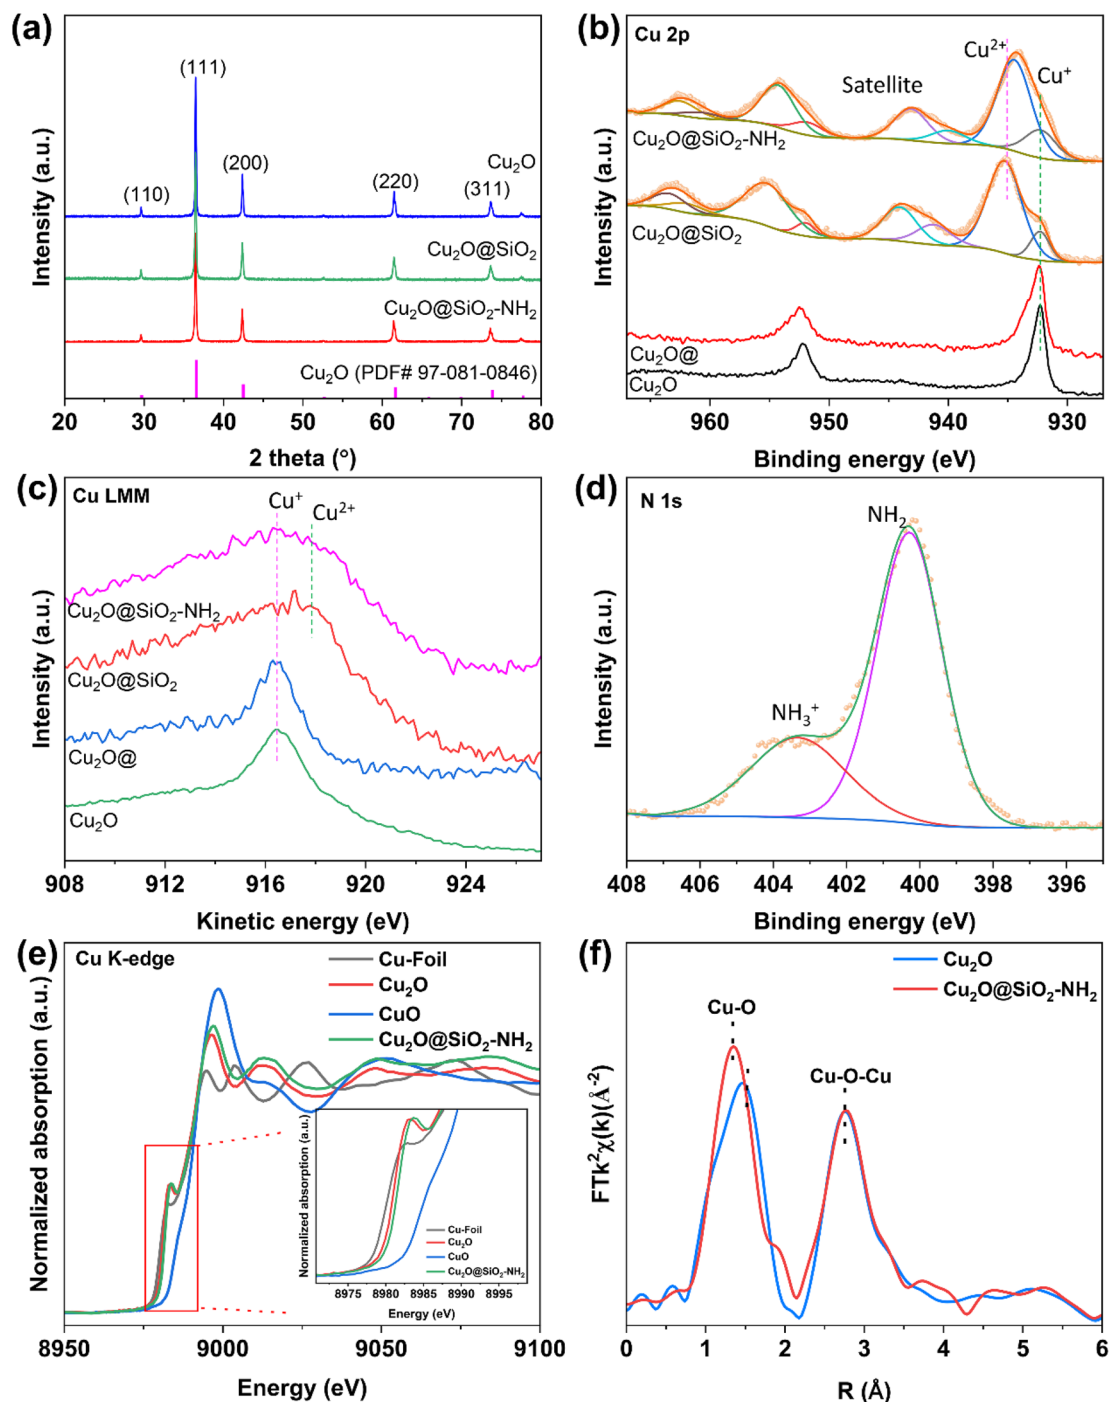 (a)
Intensity (a.u.)
(111)
(110)
(200)
(220)
(311)
Cu₂O
Cu₂O@SiO₂
Cu₂O@SiO₂-NH₂
Cu₂O (PDF# 97-081-0846)
20 30 40 50 60 70 80
2 theta (°)
(b)
Cu 2p
Intensity (a.u.)
Cu²⁺
Cu⁺
Satellite
Cu₂O@SiO₂-NH₂
Cu₂O@SiO₂
Cu₂O@
Cu₂O
960 950 940 930
Binding energy (eV)
(c)
Cu LMM
Intensity (a.u.)
Cu⁺
Cu²⁺
Cu₂O@SiO₂-NH₂
Cu₂O@SiO₂
Cu₂O@
Cu₂O
908 912 916 920 924
Kinetic energy (eV)
(d)
N 1s
Intensity (a.u.)
NH₂
NH₃⁺
408 406 404 402 400 398 396
Binding energy (eV)
(e)
Cu K-edge
Normalized absorption (a.u.)
Cu-Foil
Cu₂O
CuO
Cu₂O@SiO₂-NH₂
Normalized absorption (a.u.)
Cu-Foil
Cu₂O
CuO
Cu₂O@SiO₂-NH₂
8975 8980 8985 8990 8995
Energy (eV)
8950 9000 9050 9100
Energy (eV)
(f)
FTk²χ(k)(Å⁻²)
Cu₂O
Cu₂O@SiO₂-NH₂
Cu-O
Cu-O-Cu
0 1 2 3 4 5 6
R (Å)